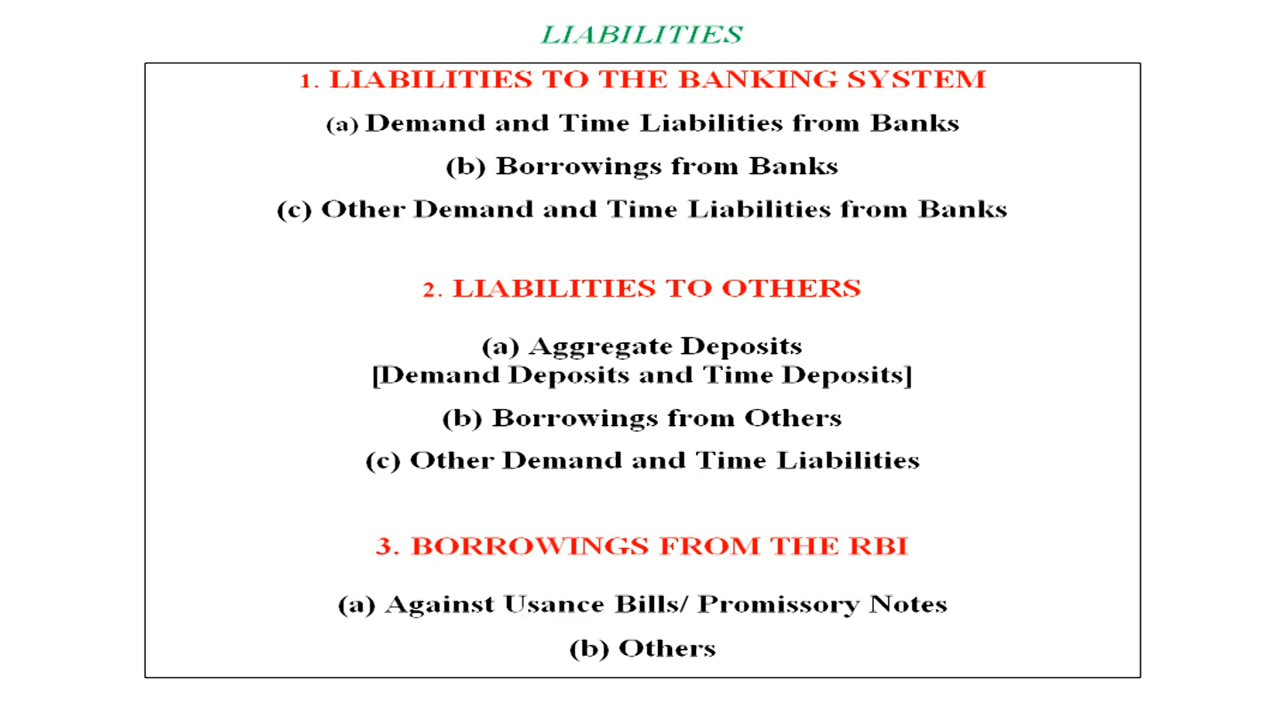 LIABILITIES
1. LIABILITIES TO THE BANKING SYSTEM
(a) Demand and Time Liabilities from Banks
(b) Borrowings from Banks
(c) Other Demand and Time Liabilities from Banks
2. LIABILITIES TO OTHERS
(a) Aggregate Deposits
[Demand Deposits and Time Deposits]
(b) Borrowings from Others
(c) Other Demand and Time Liabilities
3. BORROWINGS FROM THE RBI
(a) Against Usance Bills/ Promissory Notes
(b) Others